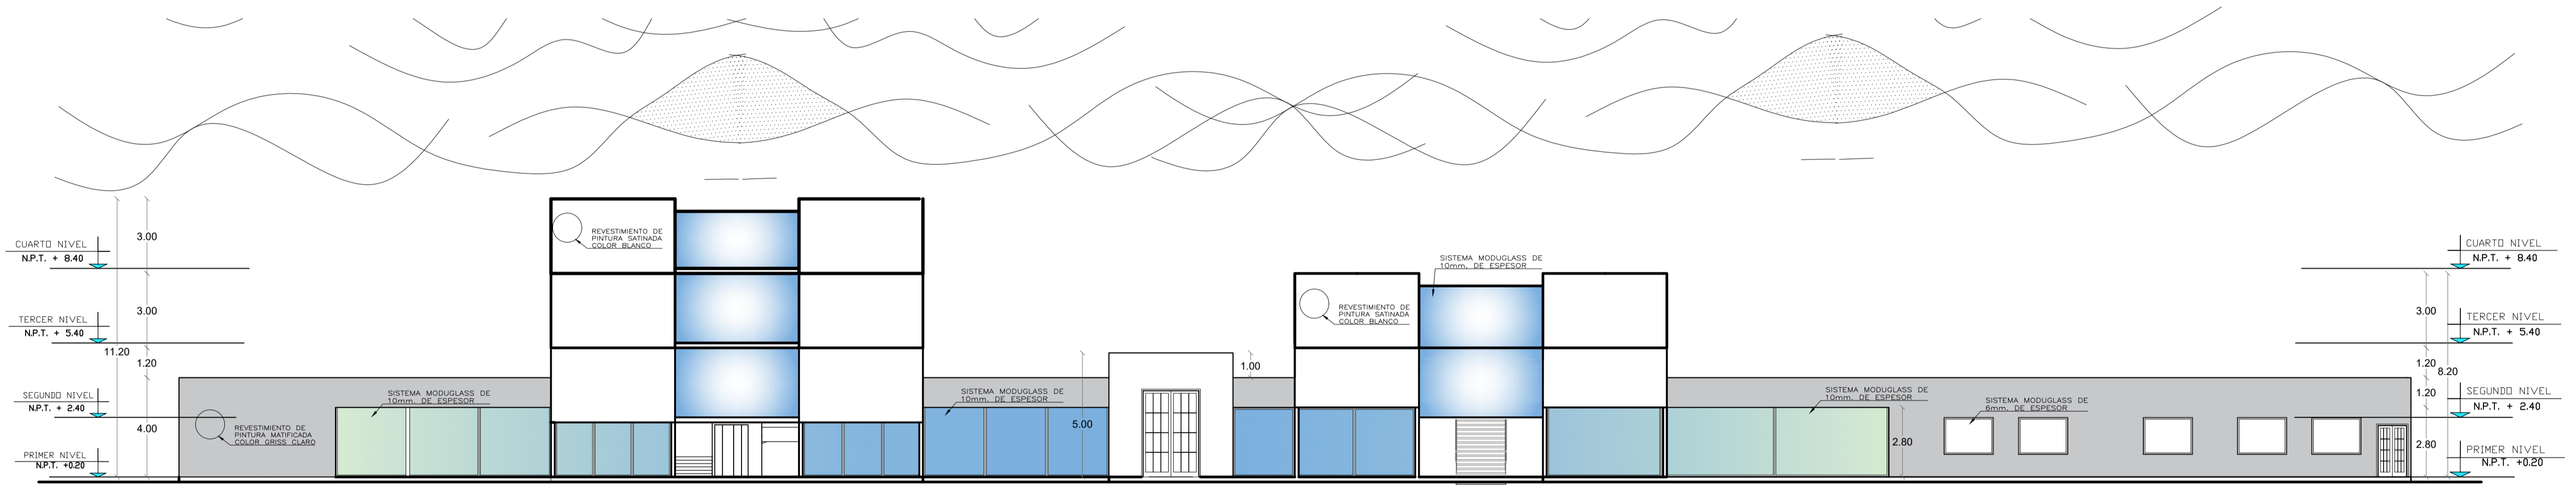 CUARTO NIVEL
N.P.T. + 8.40
TERCER NIVEL
N.P.T. + 5.40
SEGUNDO NIVEL
N.P.T. + 2.40
PRIMER NIVEL
N.P.T. +0.20
11.20
3.00
3.00
1.20
4.00
REVESTIMIENTO DE
PINTURA MATIFICADA
COLOR GRISS CLARO
SISTEMA MODUGLASS DE
10mm. DE ESPESOR
REVESTIMIENTO DE
PINTURA SATINADA
COLOR BLANCO
SISTEMA MODUGLASS DE
10mm. DE ESPESOR
5.00
1.00
REVESTIMIENTO DE
PINTURA SATINADA
COLOR BLANCO
SISTEMA MODUGLASS DE
10mm. DE ESPESOR
SISTEMA MODUGLASS DE
10mm. DE ESPESOR
2.80
SISTEMA MODUGLASS DE
6mm. DE ESPESOR
3.00
1.20
1.20
2.80
8.20
CUARTO NIVEL
N.P.T. + 8.40
TERCER NIVEL
N.P.T. + 5.40
SEGUNDO NIVEL
N.P.T. + 2.40
PRIMER NIVEL
N.P.T. +0.20